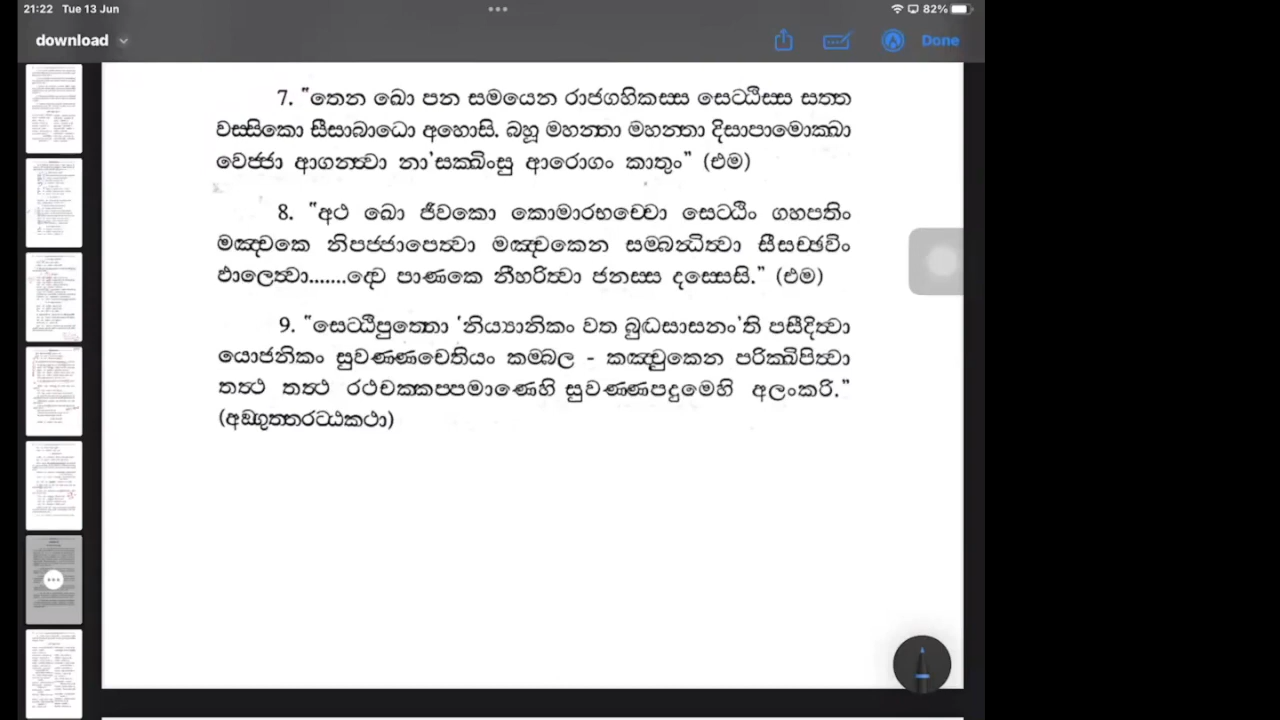 21:22 Tue 13 Jun
82%
download
Done
7. "තෙන ඛො පන සමයෙන රාජගහිකස්ස සෙට්ඨිස්ස සත්ත
වස්සිකො සීසාබාධො අහොසි. බහූ මහන්තා මහන්තා දිසාපාමොක්ඛා
වෙජ්ජා ආගන්ත්වා නා'සක්ඛිංසු ආරොගං කාතුං" (එම)
8. "අථ ඛො ජීවකො කොමාරභච්චො සෙට්ඨිං ගහපතිං
මඤ්චකෙ නිපජ්ජාපෙත්වා මඤ්චකෙන සම්බන්ධිත්වා සීසච්ඡවිං
ඵාලෙත්වා ද්වෙ පාණකෙ නීහරිත්වා ජනස්ස දස්සෙසි." (එම)
9. "සෙට්ඨිපුත්තො 'නිය්‍යානිකං වත බුද්ධසාසනං'ති පසීදිත්වා
යොජනිකං සුවණ්ණචෙතියං කම්බල - කඤ්චුකෙන පරික්ඛිපිත්වා
තත්ථ තත්ථ රථචක්කප්පමාණෙහි සුවණ්ණපදුමෙහි අලංකරි."
(අඞ්ගුත්තරට්ඨකථා)